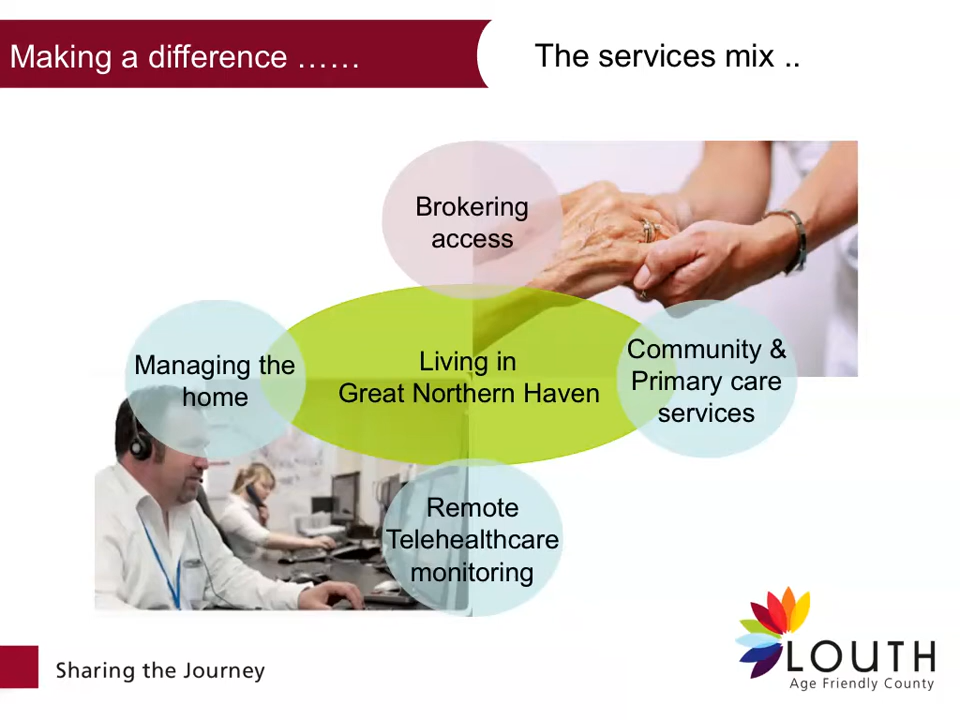 Making a difference ……
The services mix ..
Brokering
access
Managing the
home
Living in
Great Northern Haven
Community &
Primary care
services
Remote
Telehealthcare
monitoring
Sharing the Journey
LOUTH
Age Friendly County